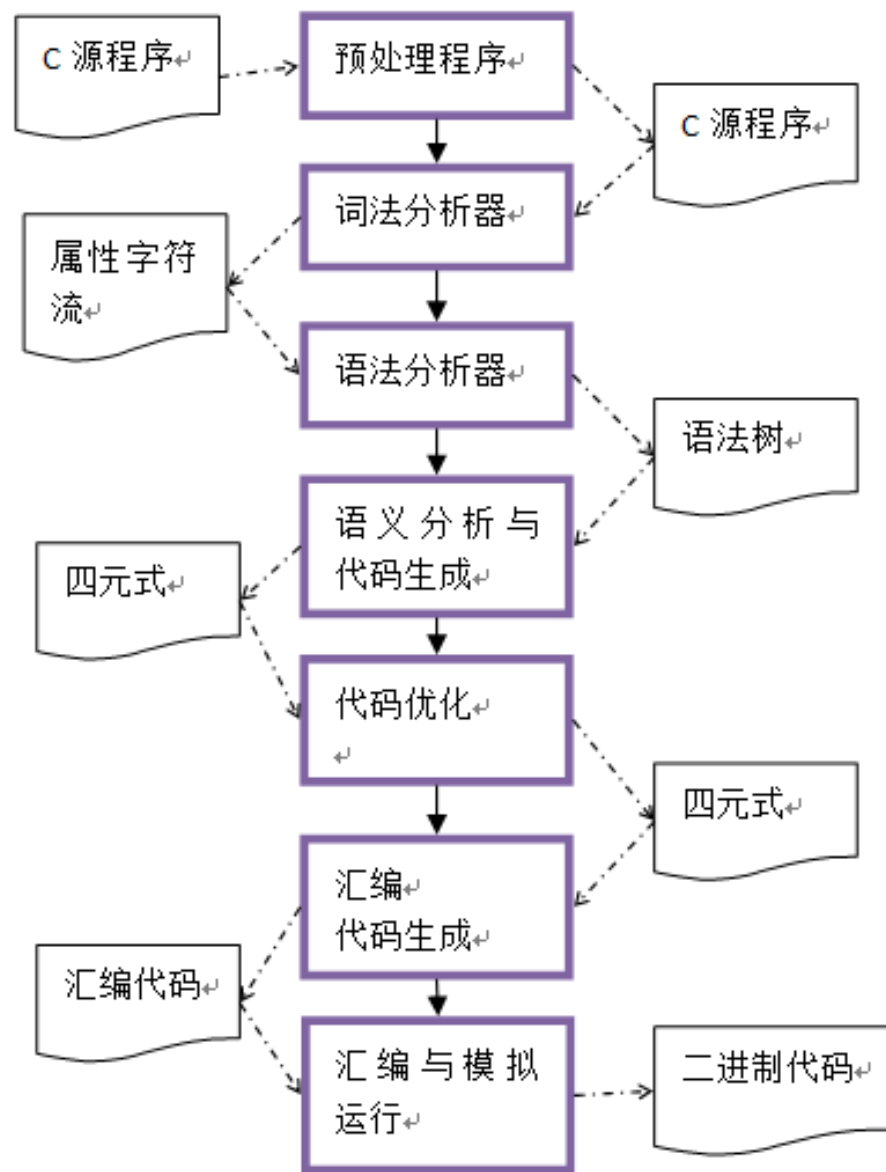 C 源程序
预处理程序
C 源程序
词法分析器
属性字符
流
语法分析器
语法树
语义分析与
代码生成
四元式
代码优化
四元式
汇编
代码生成
汇编代码
汇编与模拟
运行
二进制代码